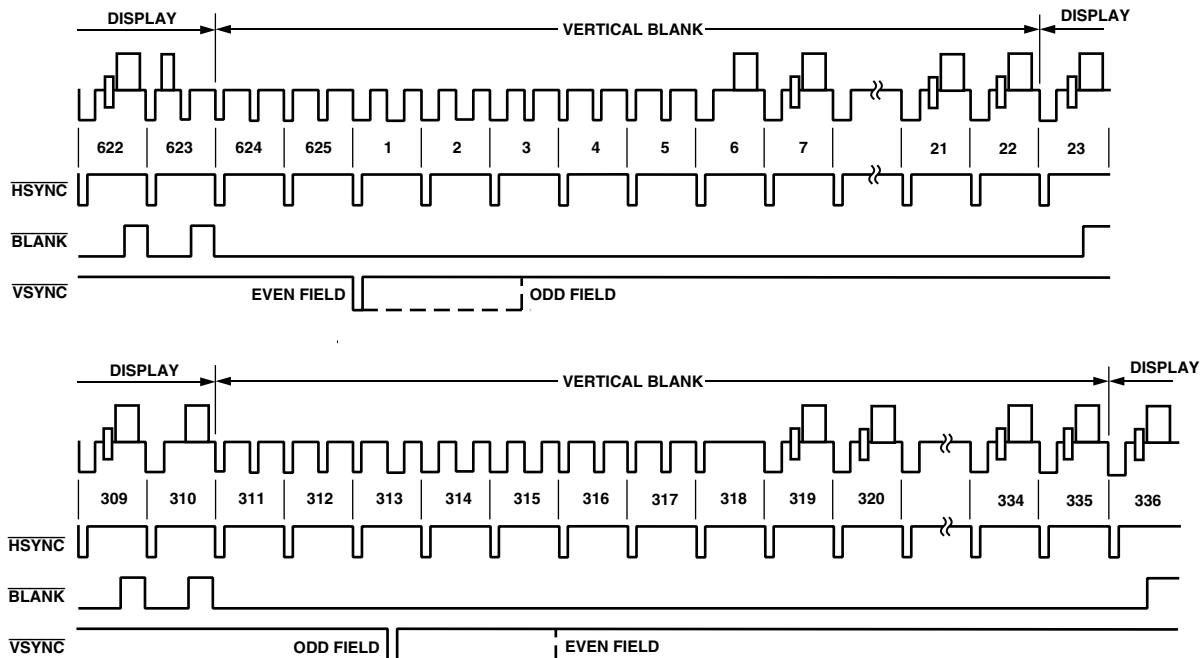 DISPLAY VERTICAL BLANK DISPLAY
622 623 624 625 1 2 3 4 5 6 7 21 22 23
HSYNC
BLANK
VSYNC EVEN FIELD ODD FIELD
DISPLAY VERTICAL BLANK DISPLAY
309 310 311 312 313 314 315 316 317 318 319 320 334 335 336
HSYNC
BLANK
VSYNC ODD FIELD EVEN FIELD